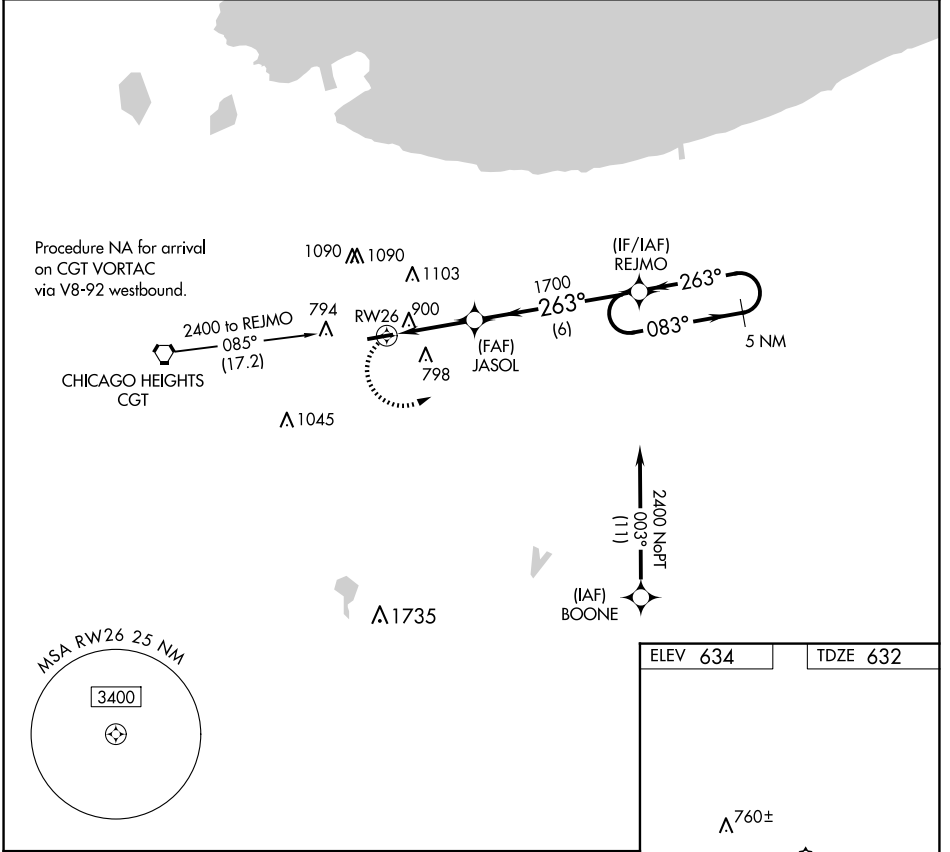 Procedure NA for arrival
on CGT VORTAC
via V8-92 westbound.
1090
1090
1103
(IF/IAF)
REJMO
263°
083°
5 NM
1700
263°
(6)
794
RW26
900
2400 to REJMO
085°
(17.2)
(FAF)
JASOL
798
CHICAGO HEIGHTS
CGT
1045
2400 NoPT
003°
(11)
(IAF)
BOONE
1735
MSA RW26 25 NM
3400
ELEV 634
TDZE 632
760±